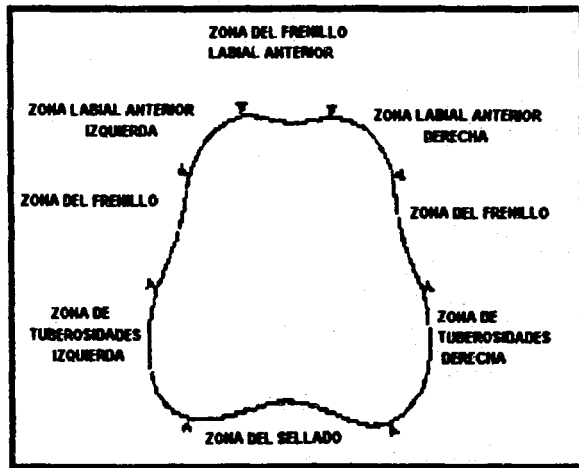 ZONA DEL FRENILLO
LABIAL ANTERIOR
ZONA LABIAL ANTERIOR
IZQUIERDA
ZONA LABIAL ANTERIOR
DERECHA
ZONA DEL FRENILLO
ZONA DEL FRENILLO
ZONA DE
TUBEROSIDADES
IZQUIERDA
ZONA DE
TUBEROSIDADES
DERECHA
ZONA DEL SELLADO